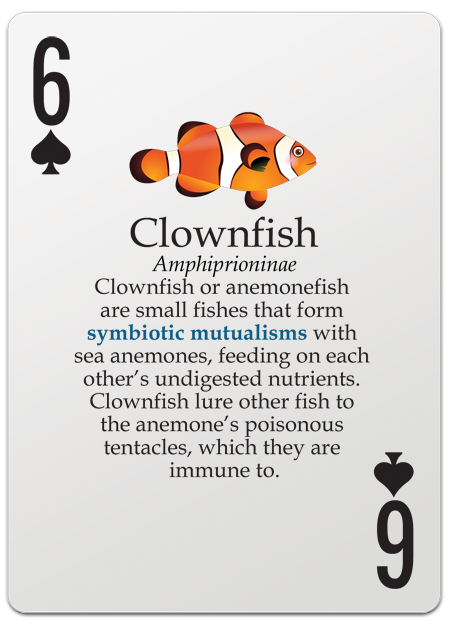 6
Clownfish
Amphiprioninae
Clownfish or anemonefish
are small fishes that form
symbiotic mutualisms with
sea anemones, feeding on each
other's undigested nutrients.
Clownfish lure other fish to
the anemone's poisonous
tentacles, which they are
immune to.
6